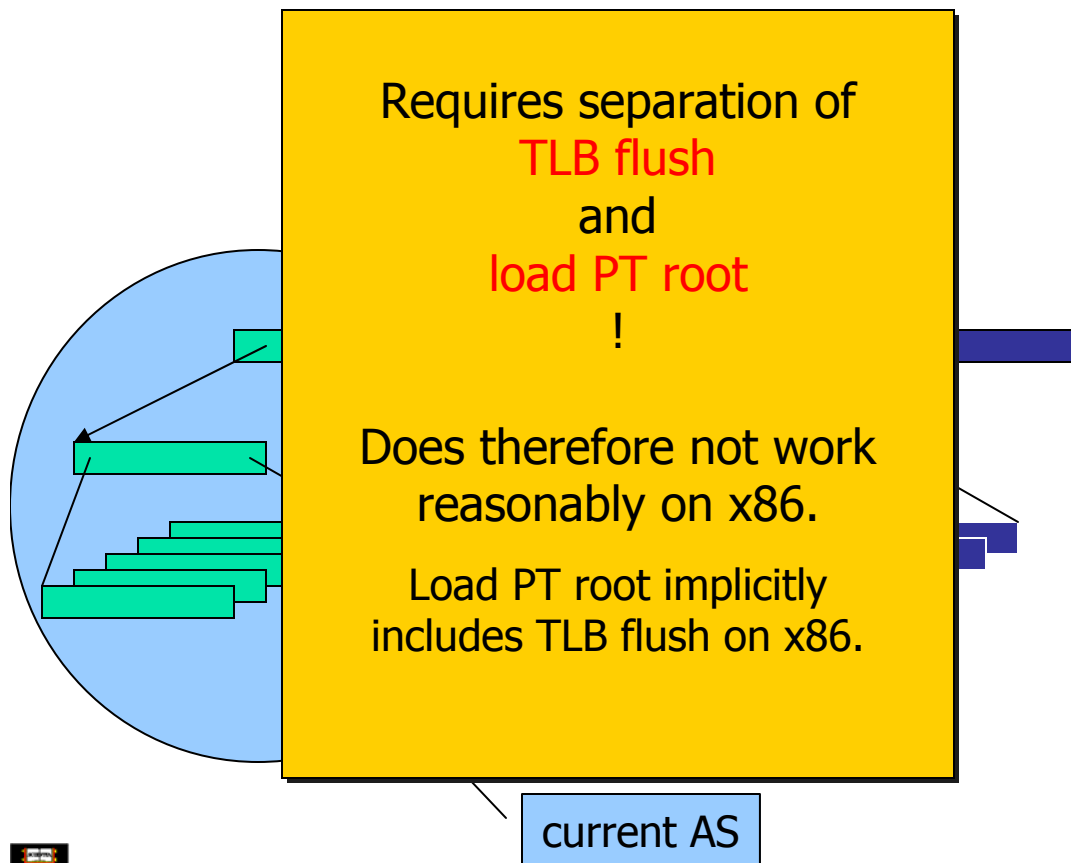 Requires separation of
TLB flush
and
load PT root
!
Does therefore not work
reasonably on x86.
Load PT root implicitly
includes TLB flush on x86.
current AS